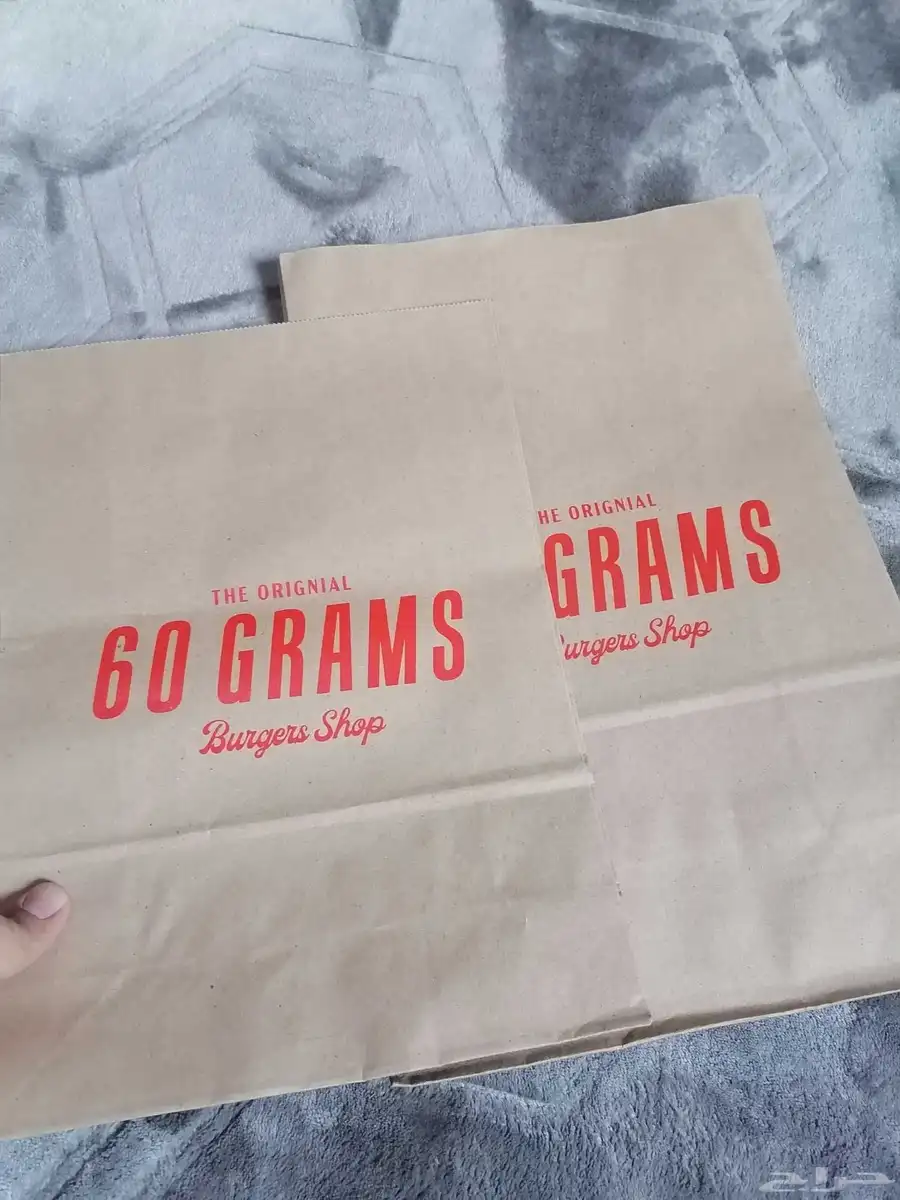 THE ORIGNIAL
60 GRAMS
Burgers Shop
HE ORIGNIAL
GRAMS
urgers Shop
حراج